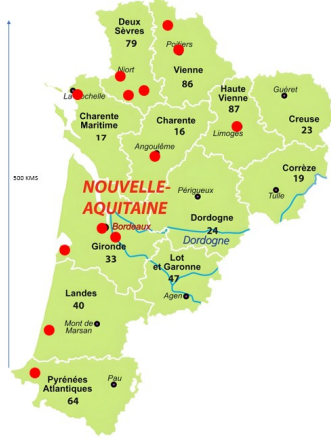 Deux
Sèvres
79
Poitiers
Niort
Vienne
86
La Rochelle
Haute
Vienne
87
Guéret
Creuse
23
Charente
Maritime
17
Charente
16
Limoges
Angoulême
Corrèze
19
Tulle
500 KMS
NOUVELLE-
AQUITAINE
Périgueux
Dordogne
24
Dordogne
Bordeaux
Gironde
33
Lot
et Garonne
47
Landes
40
Agen
Mont de
Marsan
Pyrénées
Atlantiques
64
Pau